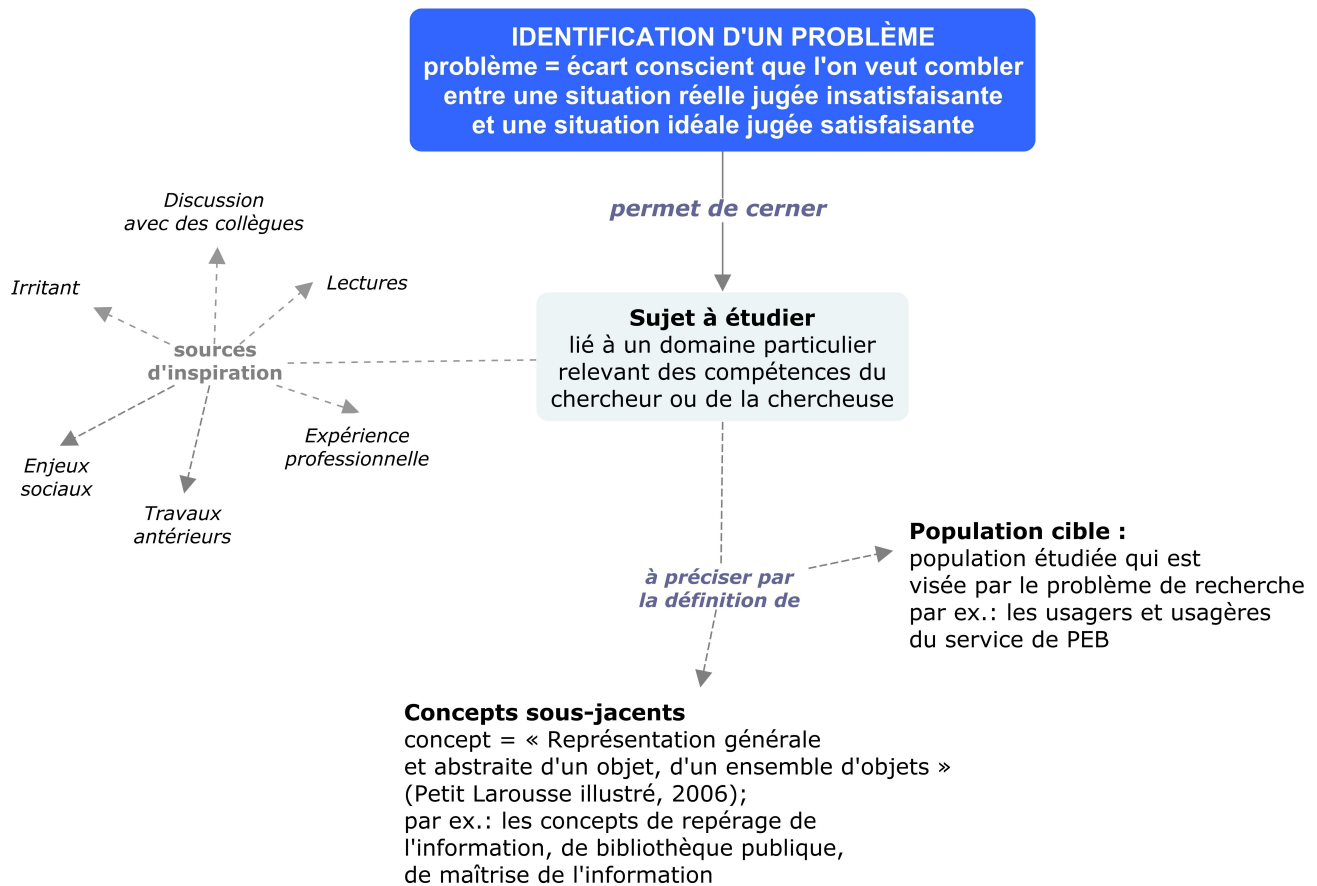 IDENTIFICATION D'UN PROBLÈME
problème = écart conscient que l'on veut combler
entre une situation réelle jugée insatisfaisante
et une situation idéale jugée satisfaisante
permet de cerner
Discussion
avec des collègues
Irritant
Lectures
sources
d'inspiration
Expérience
professionnelle
Enjeux
sociaux
Travaux
antérieurs
Sujet à étudier
lié à un domaine particulier
relevant des compétences du
chercheur ou de la chercheuse
à préciser par
la définition de
Population cible :
population étudiée qui est
visée par le problème de recherche
par ex.: les usagers et usagères
du service de PEB
Concepts sous-jacents
concept = « Représentation générale
et abstraite d'un objet, d'un ensemble d'objets »
(Petit Larousse illustré, 2006);
par ex.: les concepts de repérage de
l'information, de bibliothèque publique,
de maîtrise de l'information